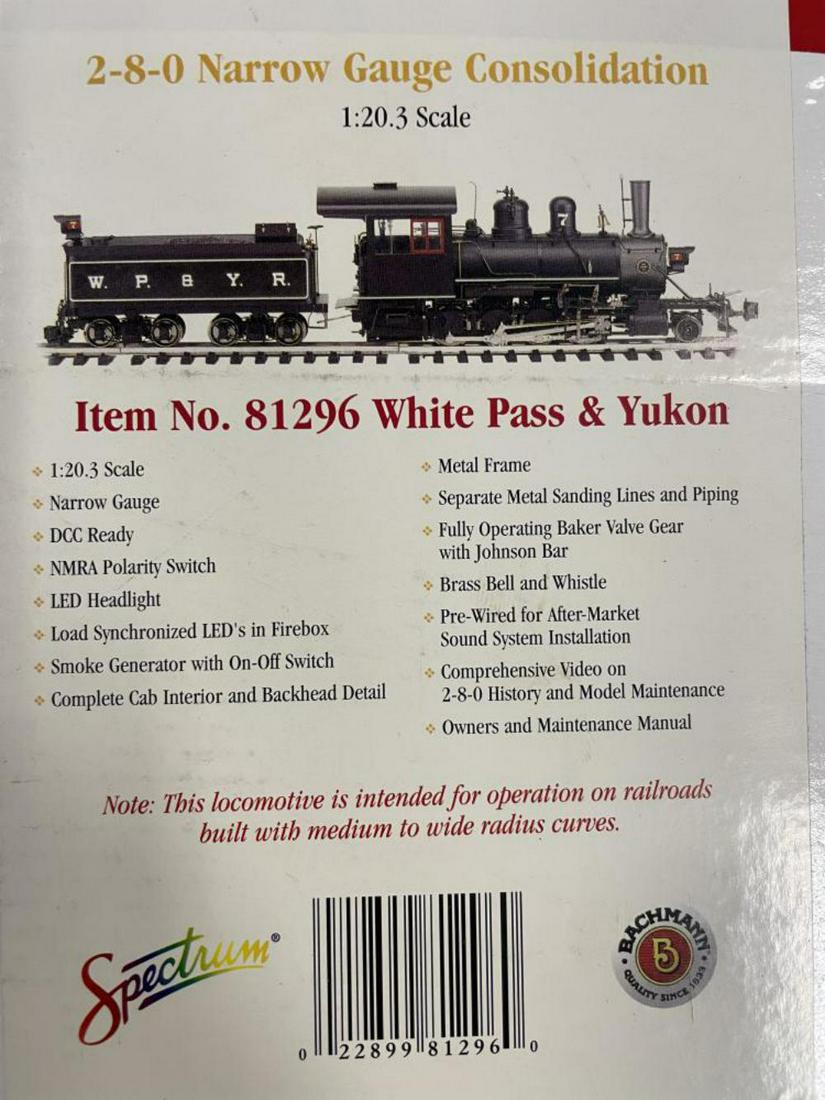 2-8-0 Narrow Gauge Consolidation
1:20.3 Scale
7
7
7
W. P. & Y. R.
Item No. 81296 White Pass & Yukon
1:20.3 Scale
Narrow Gauge
DCC Ready
NMRA Polarity Switch
LED Headlight
Load Synchronized LED's in Firebox
Smoke Generator with On-Off Switch
Complete Cab Interior and Backhead Detail
Metal Frame
Separate Metal Sanding Lines and Piping
Fully Operating Baker Valve Gear
with Johnson Bar
Brass Bell and Whistle
Pre-Wired for After-Market
Sound System Installation
Comprehensive Video on
2-8-0 History and Model Maintenance
Owners and Maintenance Manual
Note: This locomotive is intended for operation on railroads
built with medium to wide radius curves.
Spectrum®
0 22899 81296 0
BACHMANN
B
QUALITY SINCE 1833